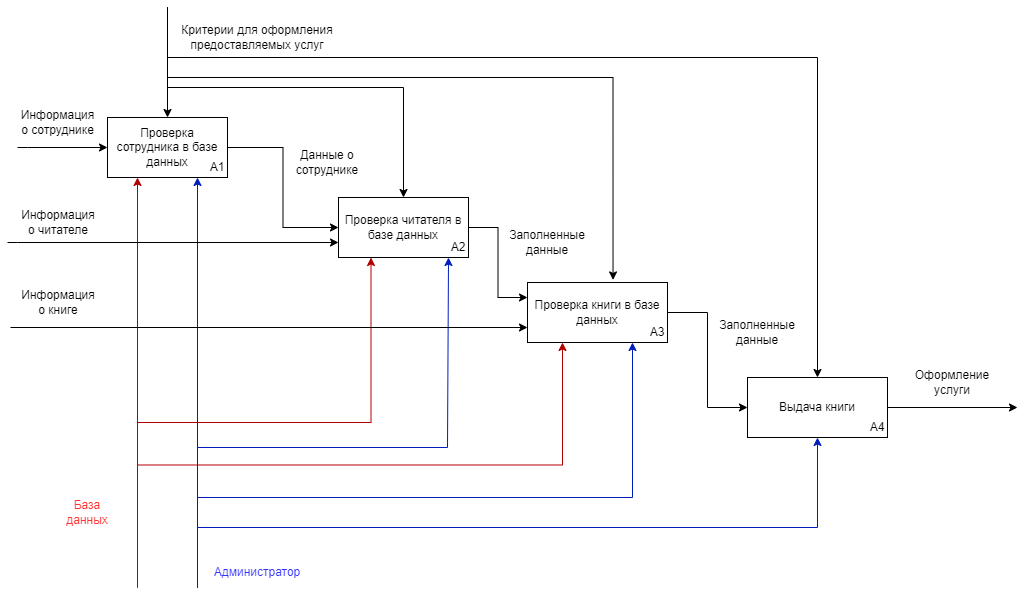 Критерии для оформления
предоставляемых услуг
Информация
о сотруднике
Проверка
сотрудника в базе
данных
A1
Данные о
сотруднике
Информация
о читателе
Проверка читателя в
базе данных
A2
Заполненные
данные
Информация
о книге
Проверка книги в базе
данных
A3
Заполненные
данные
Выдача книги
A4
Оформление
услуги
База
данных
Администратор